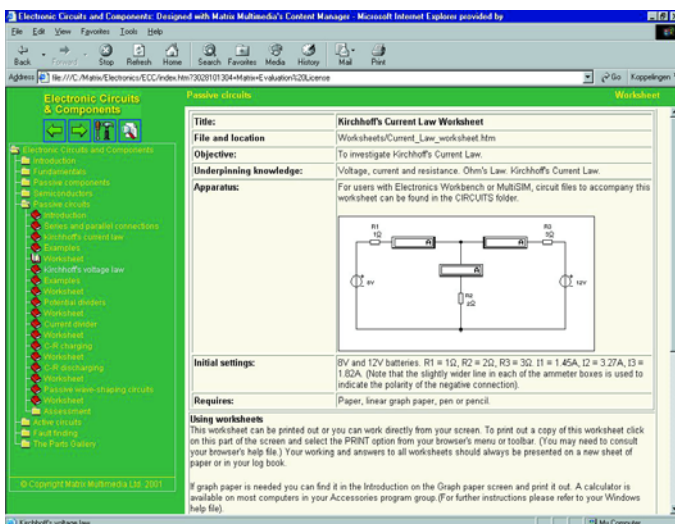 Electronic Circuits and Components: Designed with Matrix Multimedia's Content Manager - Microsoft Internet Explorer provided by
File Edit View Favorites Tools Help
Back Forward Stop Refresh Home Search Favorites Media History Mail Print
Address file:///C:/Matrix/Electronics/ECC/index.htm?3028101304+Matrix+Evaluation%20Licence Go Koppelingen
Electronic Circuits
& Components
Passive circuits Worksheet
Electronic Circuits and Components
Introduction
Fundamentals
Passive components
Semiconductors
Passive circuits
Introduction
Series and parallel connections
Kirchhoff's current law
Examples
Worksheet
Kirchhoff's voltage law
Examples
Worksheet
Potential dividers
Worksheet
Current divider
Worksheet
C-R charging
Worksheet
C-R discharging
Worksheet
Passive wave-shaping circuits
Worksheet
Assessment
Active circuits
Fault finding
The Parts Gallery
© Copyright Matrix Multimedia Ltd. 2001
Title: Kirchhoff's Current Law Worksheet
File and location Worksheets/Current_Law_worksheet.htm
Objective: To investigate Kirchhoff's Current Law.
Underpinning knowledge: Voltage, current and resistance. Ohm's Law. Kirchhoff's Current Law.
Apparatus: For users with Electronics Workbench or MultiSIM, circuit files to accompany this
worksheet can be found in the CIRCUITS folder.
R1 R3
1Ω 3Ω
A A
A
8V 12V
R2
2Ω
Initial settings: 8V and 12V batteries. R1 = 1Ω, R2 = 2Ω, R3 = 3Ω. I1 = 1.45A, I2 = 3.27A, I3 =
1.82A. (Note that the slightly wider line in each of the ammeter boxes is used to
indicate the polarity of the negative connection).
Requires: Paper, linear graph paper, pen or pencil.
Using worksheets
This worksheet can be printed out or you can work directly from your screen. To print out a copy of this worksheet click
on this part of the screen and select the PRINT option from your browser's menu or toolbar. (You may need to consult
your browser's help file.) Your working and answers to all worksheets should always be presented on a new sheet of
paper or in your log book.
If graph paper is needed you can find it in the Introduction on the Graph paper screen and print it out. A calculator is
available on most computers in your Accessories program group.(For further instructions please refer to your Windows
help file).
Kirchhoff's voltage law My Computer